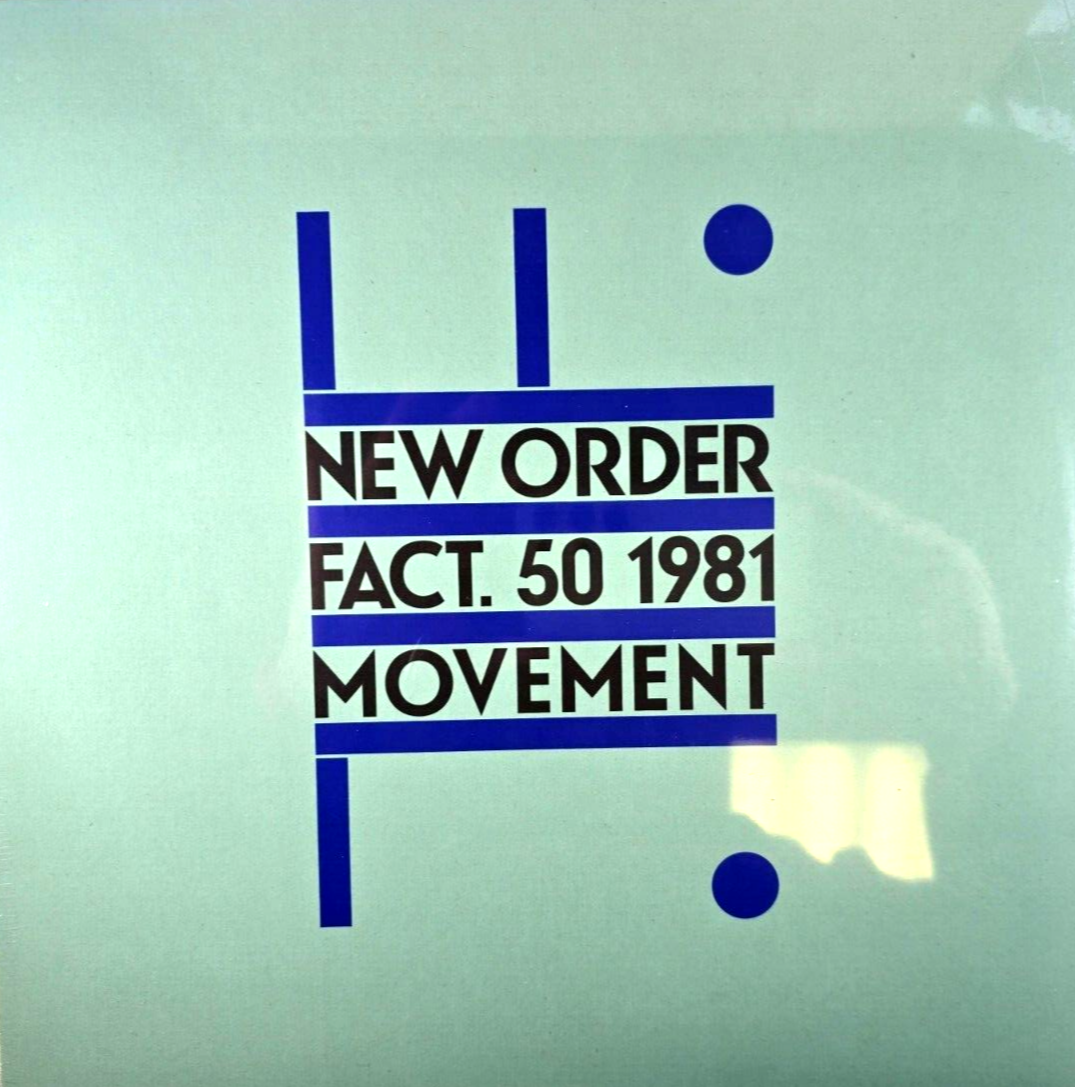 NEW ORDER
FACT. 50 1981
MOVEMENT